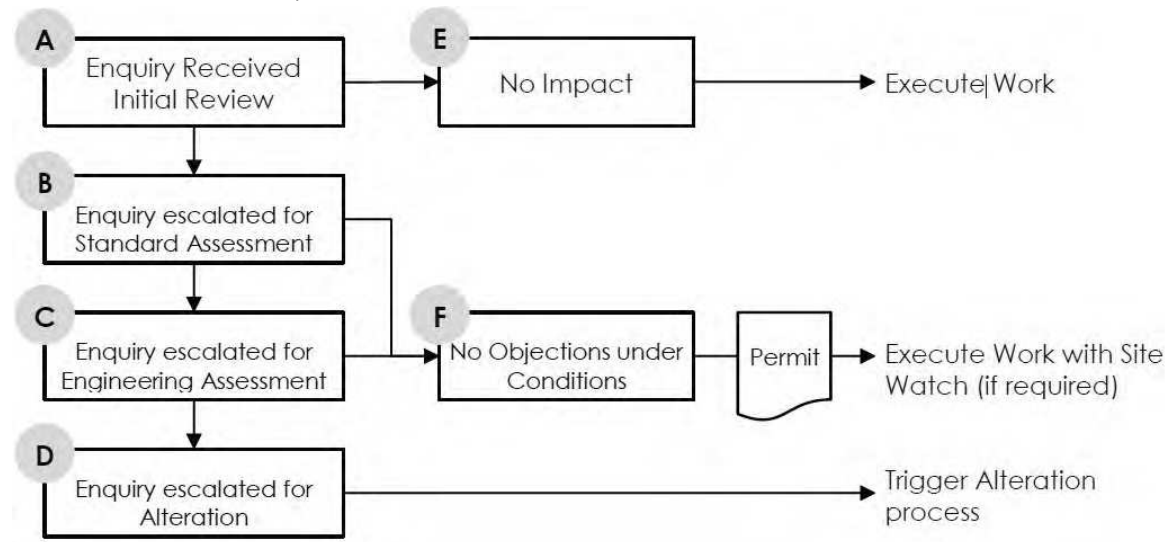 A
Enquiry Received
Initial Review
E
No Impact
Execute|Work
B
Enquiry escalated for
Standard Assessment
C
Enquiry escalated for
Engineering Assessment
F
No Objections under
Conditions
Permit
Execute Work with Site
Watch (if required)
D
Enquiry escalated for
Alteration
Trigger Alteration
process